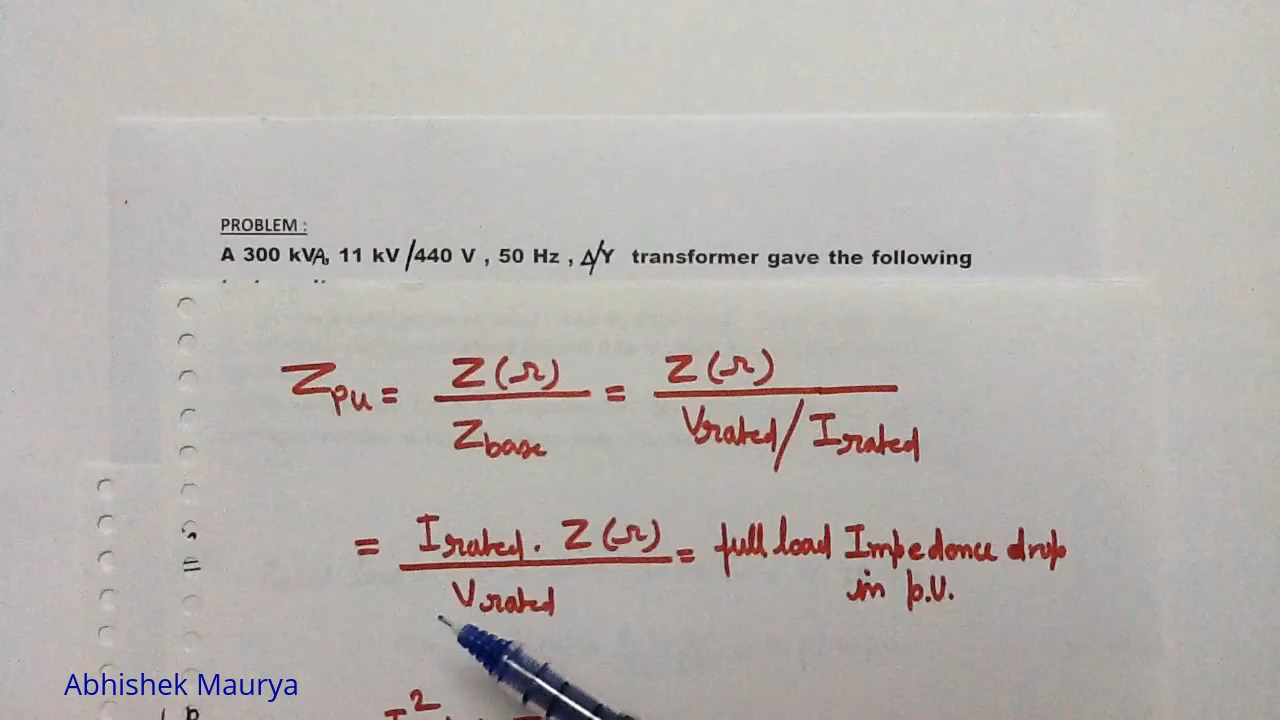 PROBLEM :
A 300 kVA, 11 kV/440 V , 50 Hz , Δ/Y transformer gave the following
Zpu = Z(Ω) / Zbase = Z(Ω) / Vrated/Irated
= Irated . Z(Ω) / Vrated = full load Impedance drop
in p.U.
Abhishek Maurya